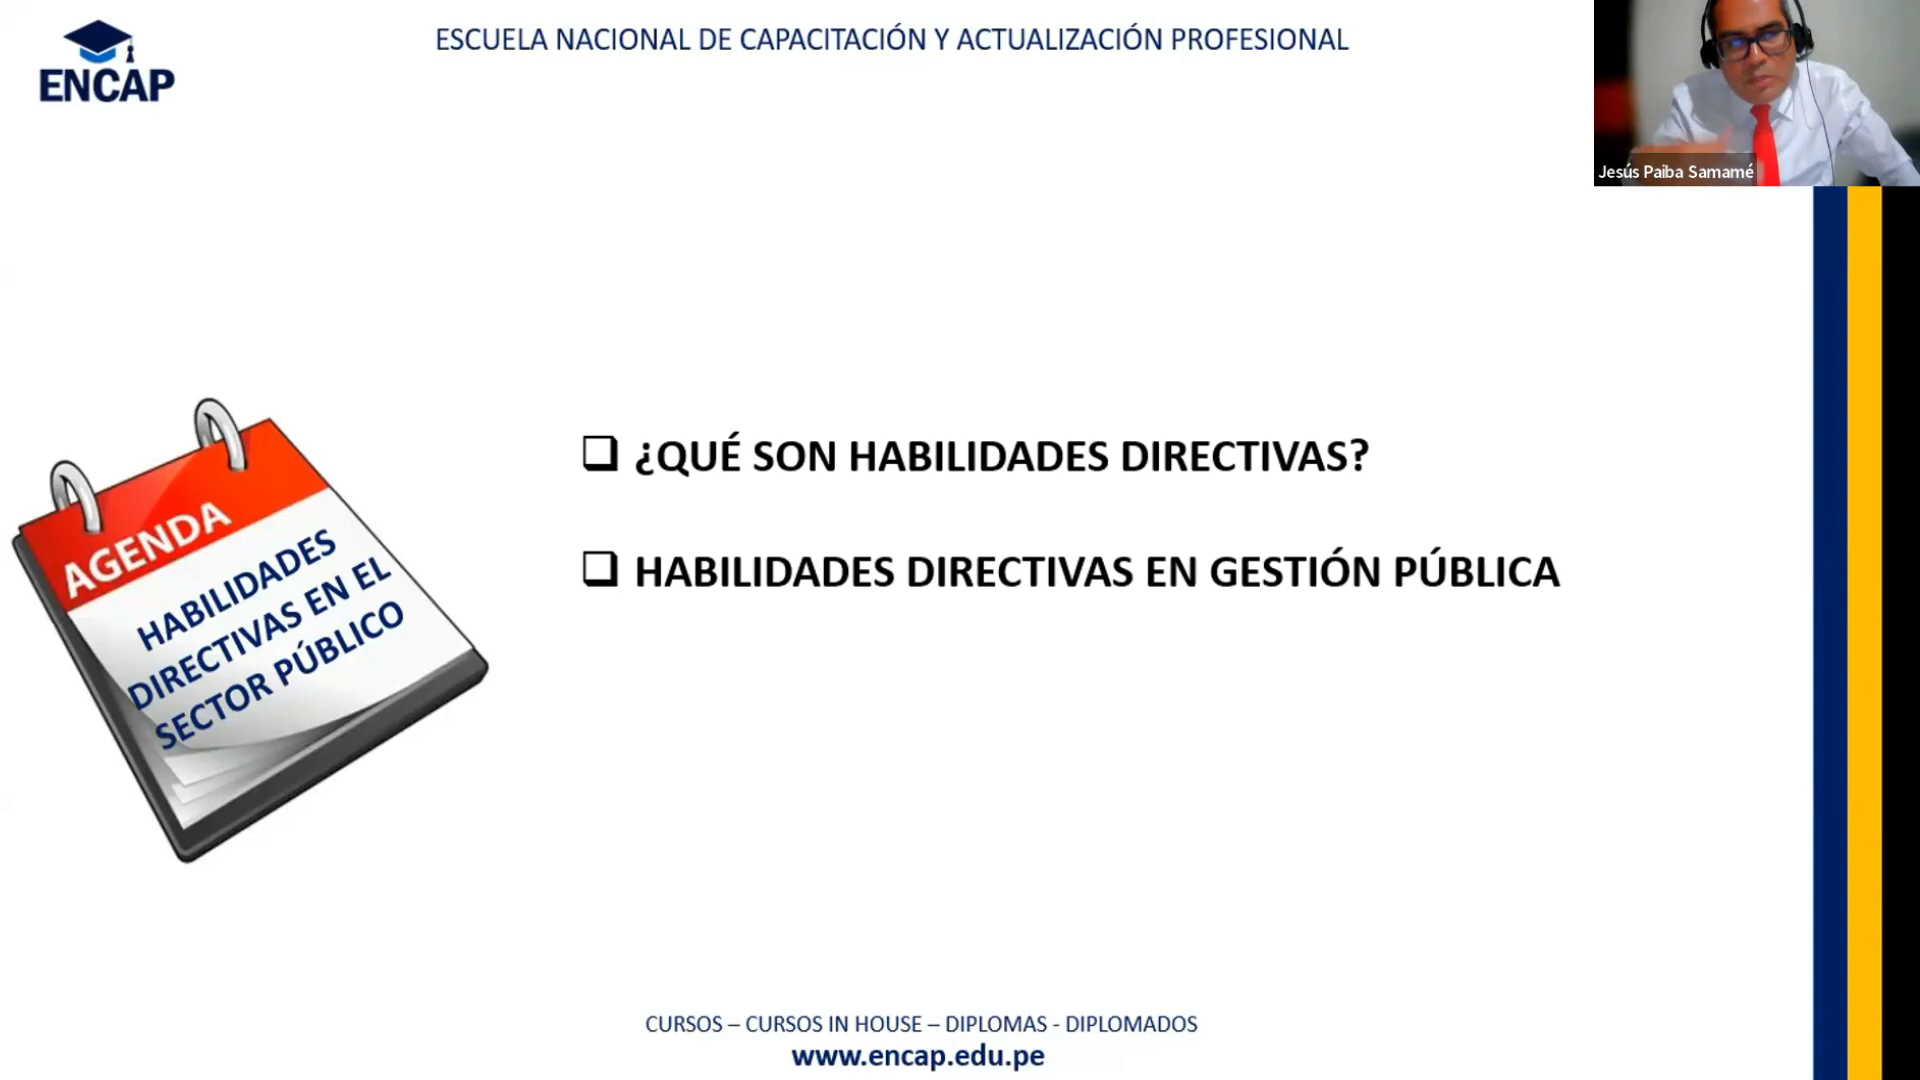 ENCAP
ESCUELA NACIONAL DE CAPACITACIÓN Y ACTUALIZACIÓN PROFESIONAL
Jesús Paiba Samamé
AGENDA
HABILIDADES
DIRECTIVAS EN EL
SECTOR PÚBLICO
¿QUÉ SON HABILIDADES DIRECTIVAS?
HABILIDADES DIRECTIVAS EN GESTIÓN PÚBLICA
CURSOS – CURSOS IN HOUSE – DIPLOMAS - DIPLOMADOS
www.encap.edu.pe